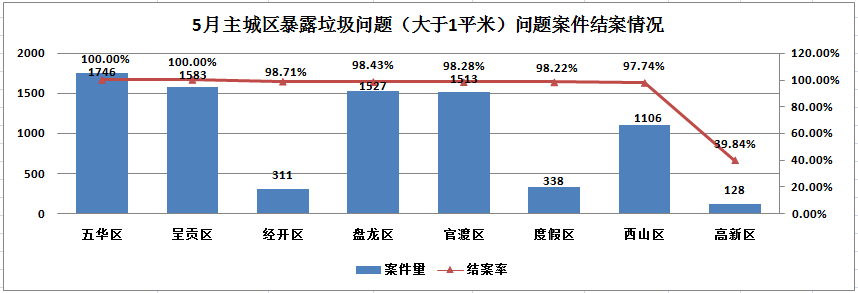 5月主城区暴露垃圾问题（大于1平米）问题案件结案情况
2000 100.00% 100.00% 98.71% 98.43% 98.28% 98.22% 97.74% 120.00%
1746 1583 1527 1513 100.00%
1500 80.00%
1106
1000 60.00%
39.84%
500 311 338 128 40.00%
20.00%
0 0.00%
五华区 呈贡区 经开区 盘龙区 官渡区 度假区 西山区 高新区
案件量 结案率